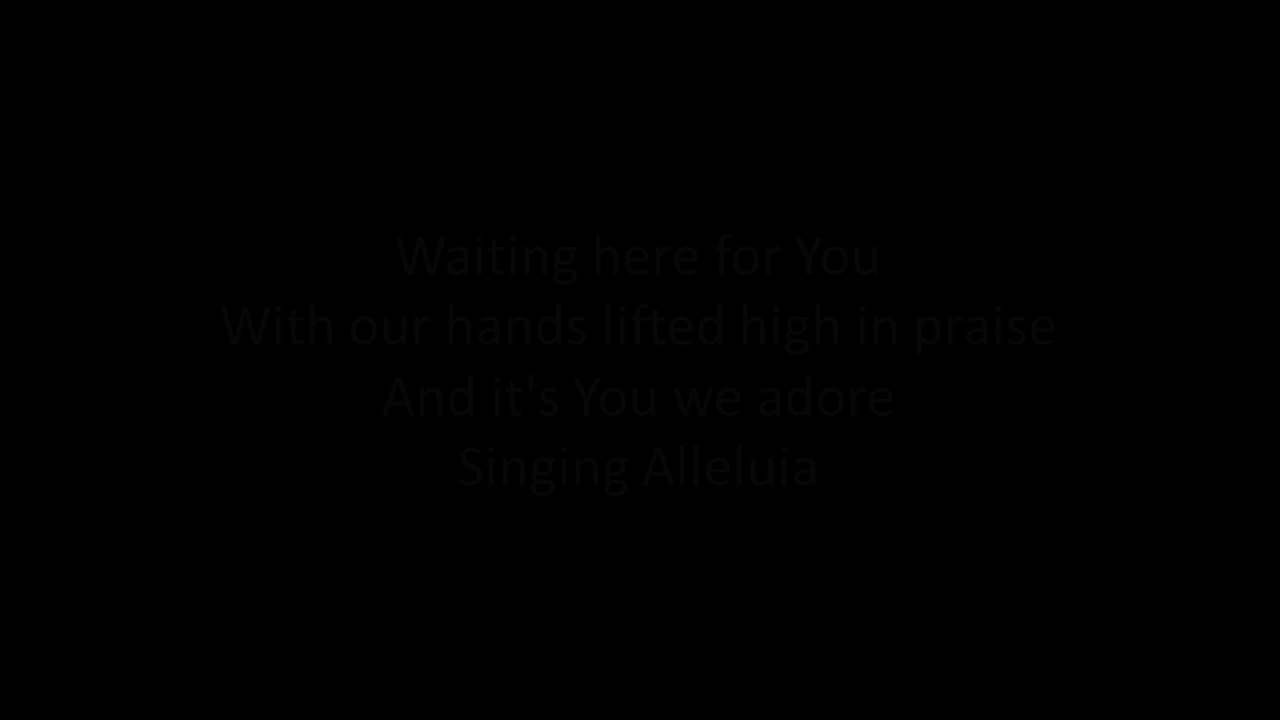 Waiting here for You
With our hands lifted high in praise
And it's You we adore
Singing Alleluia